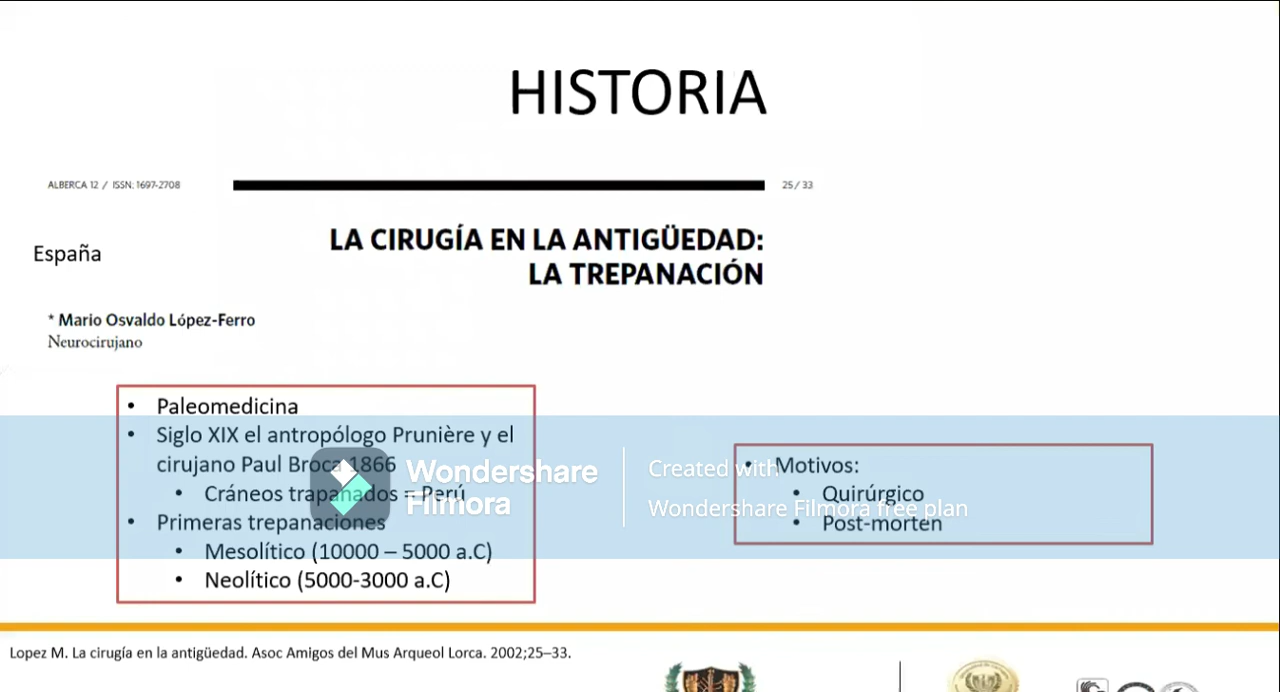 HISTORIA
ALBERCA 12 / ISSN: 1697-2708
25 / 33
LA CIRUGÍA EN LA ANTIGÜEDAD:
LA TREPANACIÓN
España
* Mario Osvaldo López-Ferro
Neurocirujano
• Paleomedicina
• Siglo XIX el antropólogo Prunière y el
cirujano Paul Broca 1866
• Cráneos trapanados = Perú
• Primeras trepanaciones
• Mesolítico (10000 – 5000 a.C)
• Neolítico (5000-3000 a.C)
• Motivos:
• Quirúrgico
• Post-morten
Wondershare
Filmora
Created with
Wondershare Filmora free plan
Lopez M. La cirugía en la antigüedad. Asoc Amigos del Mus Arqueol Lorca. 2002;25–33.